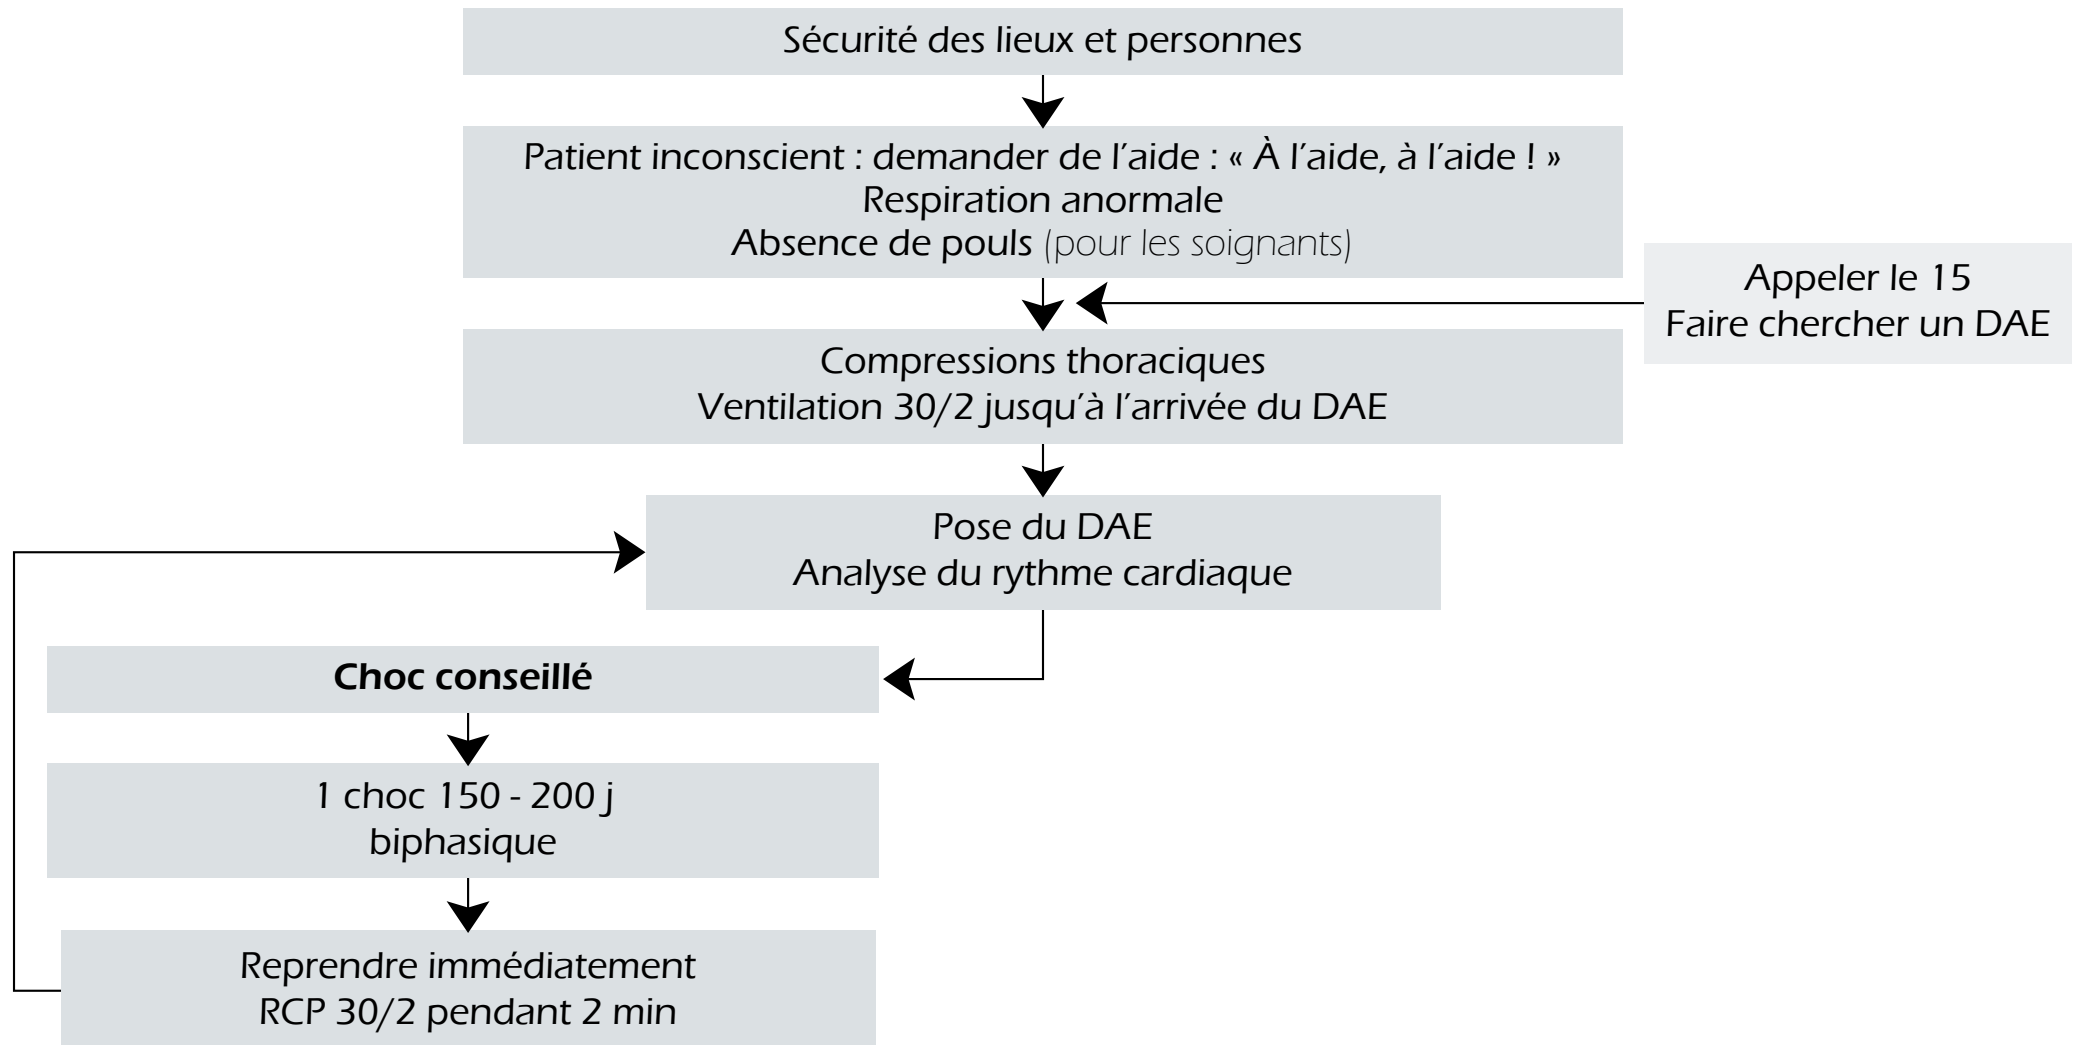 Sécurité des lieux et personnes
Patient inconscient : demander de l’aide : « À l’aide, à l’aide ! »
Respiration anormale
Absence de pouls (pour les soignants)
Appeler le 15
Faire chercher un DAE
Compressions thoraciques
Ventilation 30/2 jusqu’à l’arrivée du DAE
Pose du DAE
Analyse du rythme cardiaque
Choc conseillé
1 choc 150 - 200 j
biphasique
Reprendre immédiatement
RCP 30/2 pendant 2 min